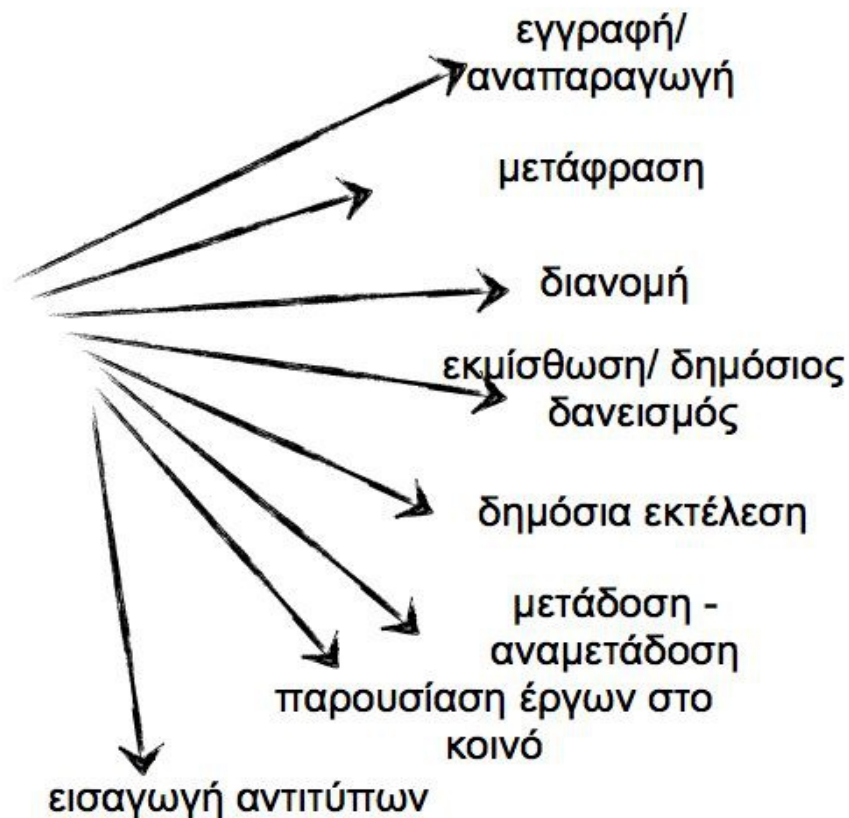 εγγραφή/
αναπαραγωγή
μετάφραση
διανομή
εκμίσθωση/ δημόσιος
δανεισμός
δημόσια εκτέλεση
μετάδοση -
αναμετάδοση
παρουσίαση έργων στο
κοινό
εισαγωγή αντιτύπων